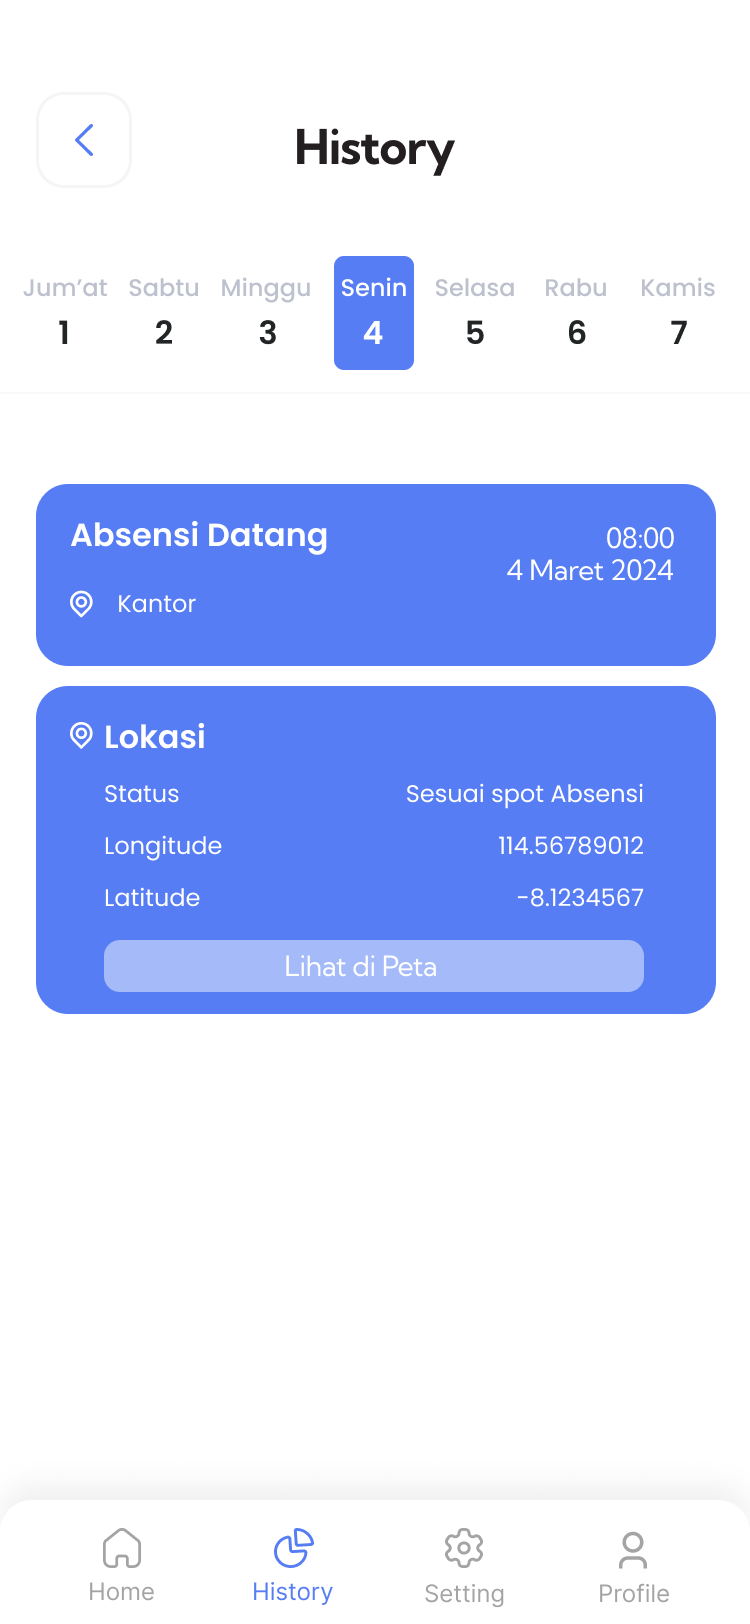 History
Jum’at Sabtu Minggu Senin Selasa Rabu Kamis
1 2 3 4 5 6 7
Absensi Datang
08:00
4 Maret 2024
Kantor
Lokasi
Status Sesuai spot Absensi
Longitude 114.56789012
Latitude -8.1234567
Lihat di Peta
Home History Setting Profile